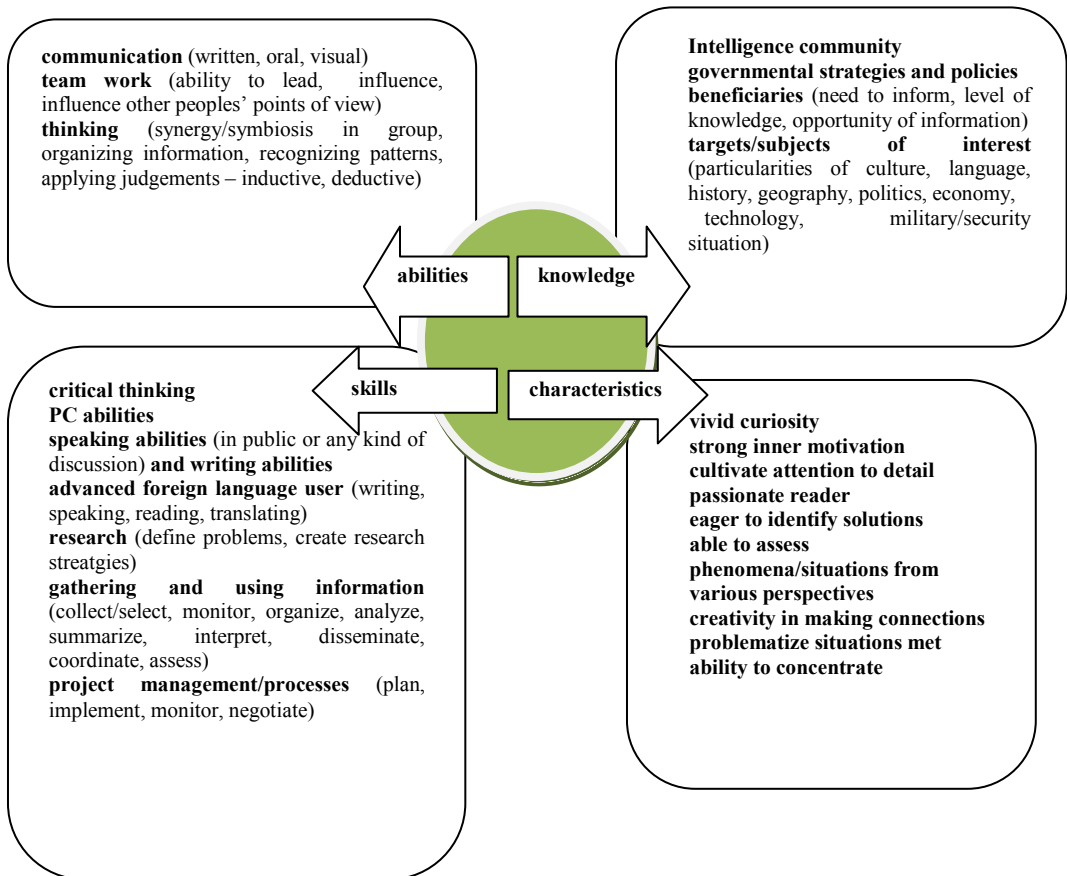 communication (written, oral, visual)
team work (ability to lead, influence,
influence other peoples' points of view)
thinking (synergy/symbiosis in group,
organizing information, recognizing patterns,
applying judgements – inductive, deductive)
Intelligence community
governmental strategies and policies
beneficiaries (need to inform, level of
knowledge, opportunity of information)
targets/subjects of interest
(particularities of culture, language,
history, geography, politics, economy,
technology, military/security
situation)
abilities
knowledge
skills
characteristics
critical thinking
PC abilities
speaking abilities (in public or any kind of
discussion) and writing abilities
advanced foreign language user (writing,
speaking, reading, translating)
research (define problems, create research
streatgies)
gathering and using information
(collect/select, monitor, organize, analyze,
summarize, interpret, disseminate,
coordinate, assess)
project management/processes (plan,
implement, monitor, negotiate)
vivid curiosity
strong inner motivation
cultivate attention to detail
passionate reader
eager to identify solutions
able to assess
phenomena/situations from
various perspectives
creativity in making connections
problematize situations met
ability to concentrate